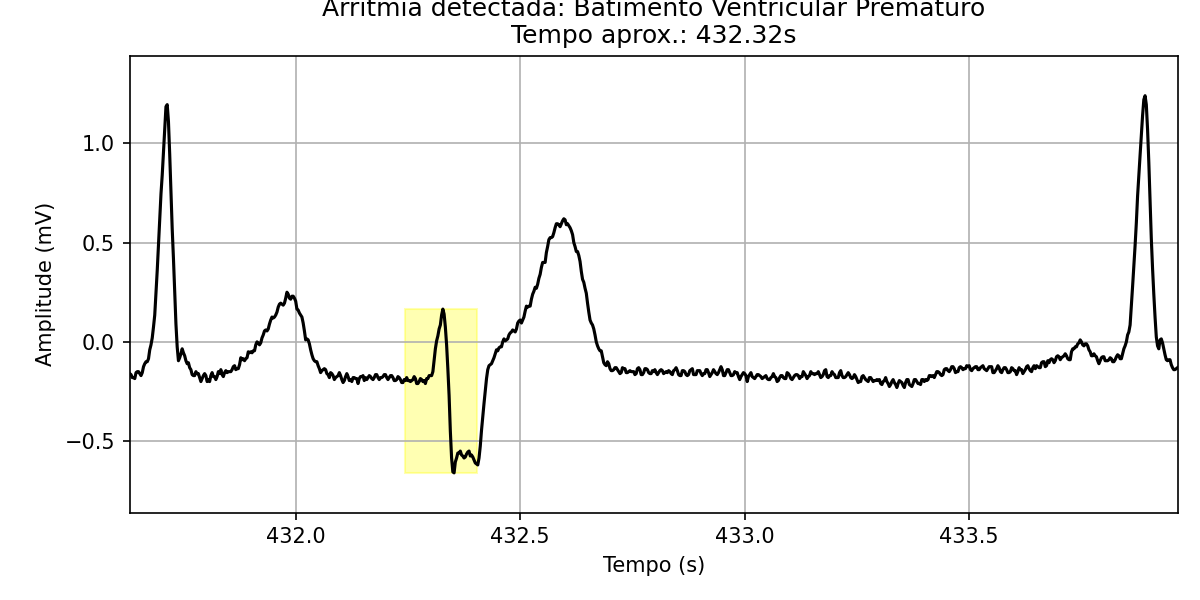 Arritmia detectada: Batimento Ventricular Prematuro
Tempo aprox.: 432.32s
1.0
0.5
0.0
−0.5
Amplitude (mV)
432.0 432.5 433.0 433.5
Tempo (s)